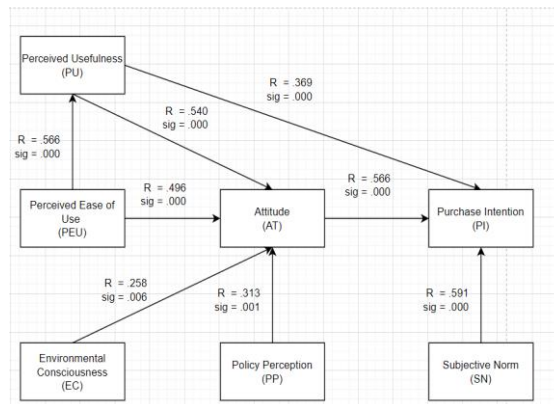 Perceived Usefulness
(PU)
R = .369
sig = .000
R = .540
sig = .000
R = .566
sig = .000
R = .496
sig = .000
R = .566
sig = .000
Perceived Ease of
Use
(PEU)
Attitude
(AT)
Purchase Intention
(PI)
R = .258
sig = .006
R = .313
sig = .001
R = .591
sig = .000
Environmental
Consciousness
(EC)
Policy Perception
(PP)
Subjective Norm
(SN)